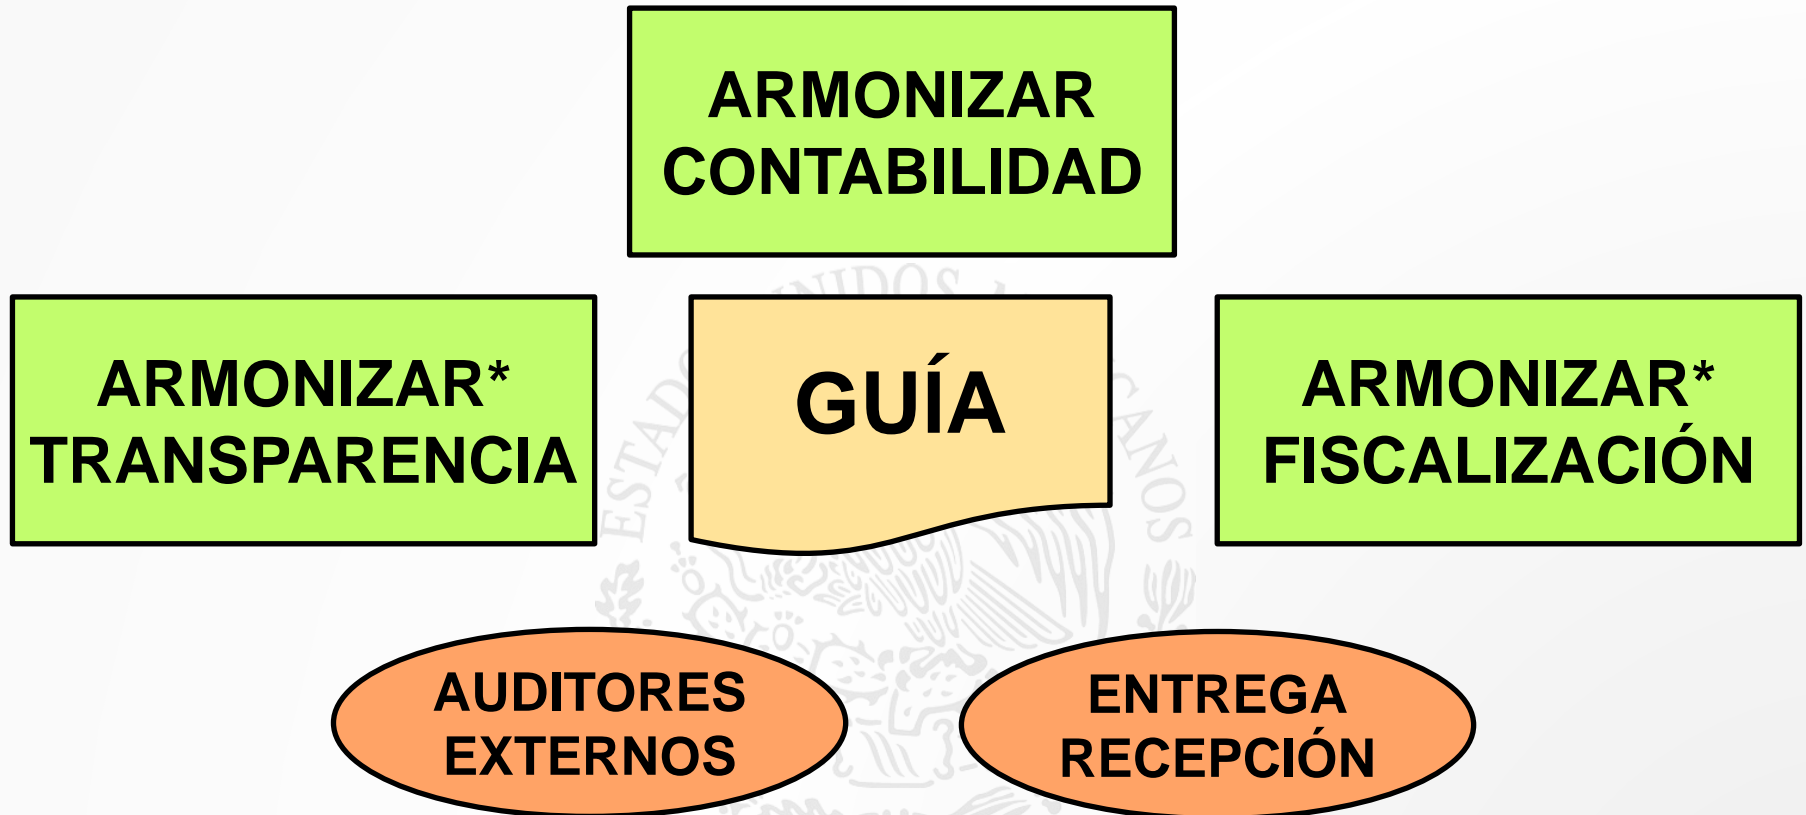 ARMONIZAR
CONTABILIDAD
ARMONIZAR*
TRANSPARENCIA
GUÍA
ARMONIZAR*
FISCALIZACIÓN
AUDITORES
EXTERNOS
ENTREGA
RECEPCIÓN